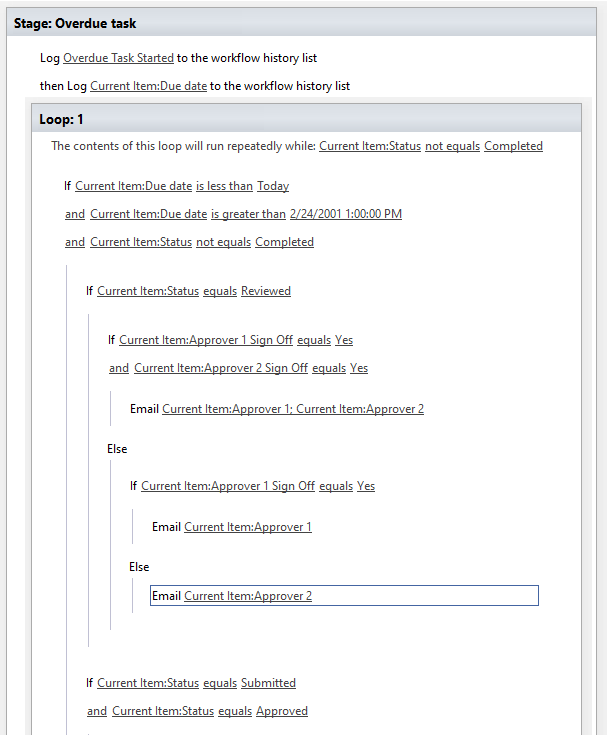 Stage: Overdue task
Log Overdue Task Started to the workflow history list
then Log Current Item:Due date to the workflow history list
Loop: 1
The contents of this loop will run repeatedly while: Current Item:Status not equals Completed
If Current Item:Due date is less than Today
and Current Item:Due date is greater than 2/24/2001 1:00:00 PM
and Current Item:Status not equals Completed
If Current Item:Status equals Reviewed
If Current Item:Approver 1 Sign Off equals Yes
and Current Item:Approver 2 Sign Off equals Yes
Email Current Item:Approver 1; Current Item:Approver 2
Else
If Current Item:Approver 1 Sign Off equals Yes
Email Current Item:Approver 1
Else
Email Current Item:Approver 2
If Current Item:Status equals Submitted
and Current Item:Status equals Approved